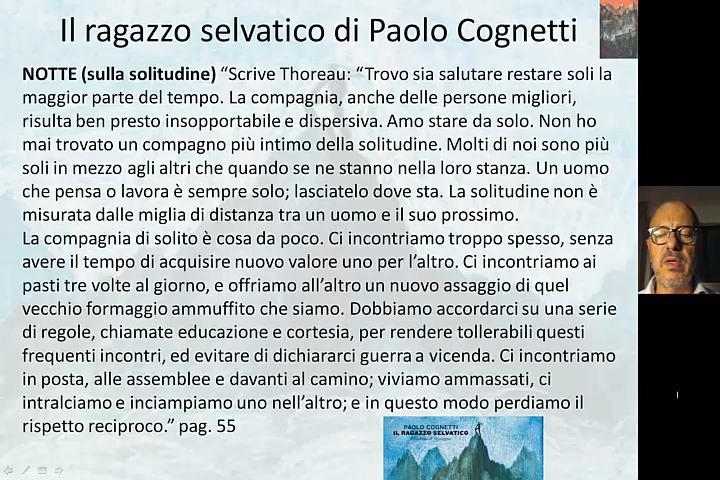 Il ragazzo selvatico di Paolo Cognetti
NOTTE (sulla solitudine) “Scrive Thoreau: “Trovo sia salutare restare soli la
maggior parte del tempo. La compagnia, anche delle persone migliori,
risulta ben presto insopportabile e dispersiva. Amo stare da solo. Non ho
mai trovato un compagno più intimo della solitudine. Molti di noi sono più
soli in mezzo agli altri che quando se ne stanno nella loro stanza. Un uomo
che pensa o lavora è sempre solo; lasciatelo dove sta. La solitudine non è
misurata dalle miglia di distanza tra un uomo e il suo prossimo.
La compagnia di solito è cosa da poco. Ci incontriamo troppo spesso, senza
avere il tempo di acquisire nuovo valore uno per l’altro. Ci incontriamo ai
pasti tre volte al giorno, e offriamo all’altro un nuovo assaggio di quel
vecchio formaggio ammuffito che siamo. Dobbiamo accordarci su una serie
di regole, chiamate educazione e cortesia, per rendere tollerabili questi
frequenti incontri, ed evitare di dichiararci guerra a vicenda. Ci incontriamo
in posta, alle assemblee e davanti al camino; viviamo ammassati, ci
intralciamo e inciampiamo uno nell’altro; e in questo modo perdiamo il
rispetto reciproco.” pag. 55
PAOLO COGNETTI
IL RAGAZZO SELVATICO